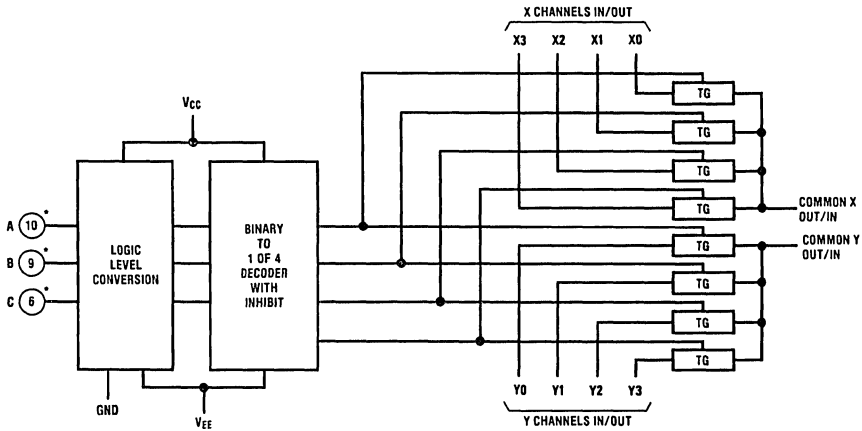 X CHANNELS IN/OUT
X3 X2 X1 X0
TG
VCC
TG
TG
TG
COMMON X
OUT/IN
A 10 *
B 9 *
C 6 *
LOGIC
LEVEL
CONVERSION
BINARY
TO
1 OF 4
DECODER
WITH
INHIBIT
TG
COMMON Y
OUT/IN
TG
TG
TG
GND
VEE
Y0 Y1 Y2 Y3
Y CHANNELS IN/OUT